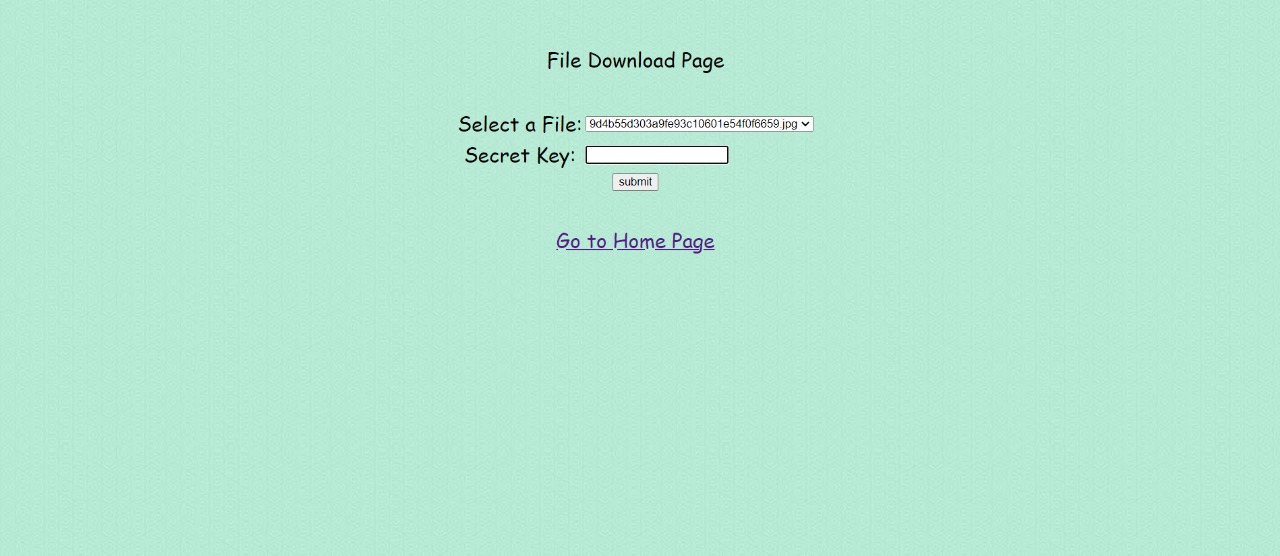 File Download Page
Select a File: 9d4b55d303a9fe93c10601e54f0f6659.jpg
Secret Key:
submit
Go to Home Page